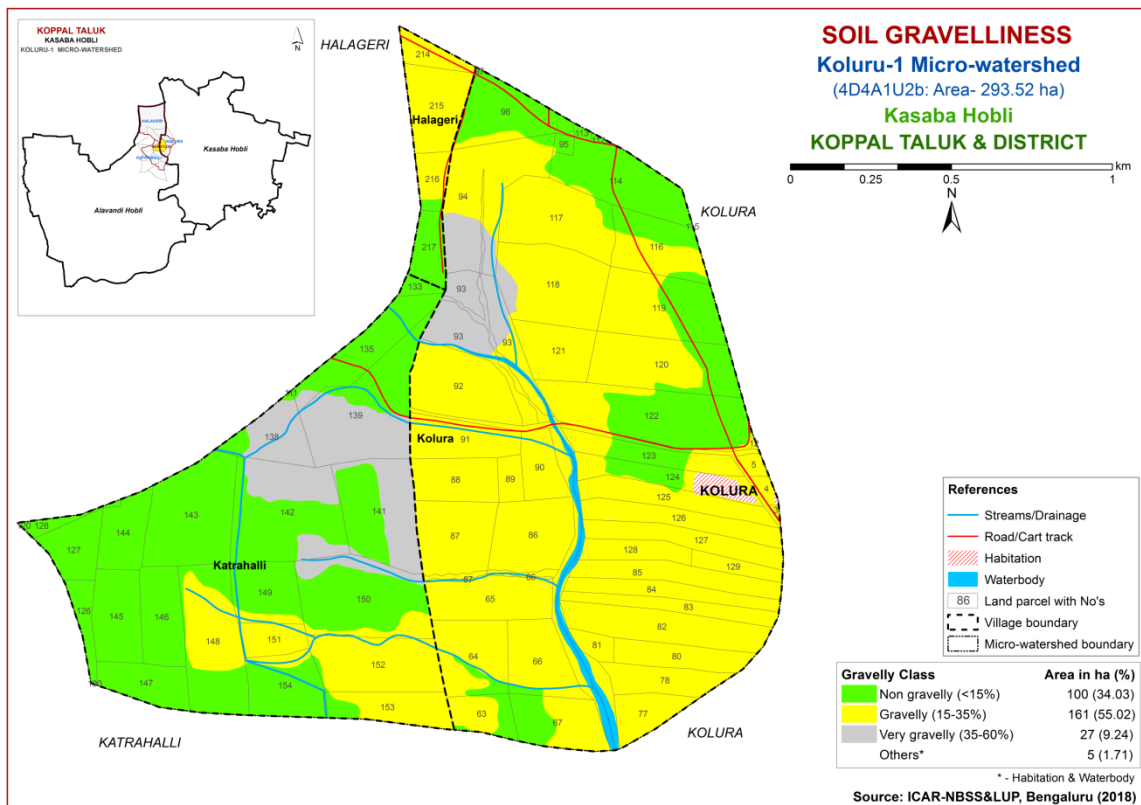 KOPPAL TALUK
KASABA HOBLI
KOLURU-1 MICRO-WATERSHED
N
HALAGERI
KOLURA
KATRAHALLI
Kasaba Hobli
Alavandi Hobli
SOIL GRAVELLINESS
Koluru-1 Micro-watershed
(4D4A1U2b: Area- 293.52 ha)
Kasaba Hobli
KOPPAL TALUK & DISTRICT
km
0 0.25 0.5 1
N
HALAGERI
KOLURA
214
215
Halageri
96
113
95
114
216
94
117
217
116
118
93
133
119
93
93
135
121
120
92
139
122
138
Kolura
91
123
90
5
88
89
124
4
KOLURA
125
142
141
143
126
144
87
86
127
128
128
127
129
Katrahalli
85
87
86
84
149
150
65
83
126
145
146
82
151
148
81
64
66
80
152
78
147
154
153
63
67
77
KATRAHALLI
KOLURA
References
Streams/Drainage
Road/Cart track
Habitation
Waterbody
86 Land parcel with No's
Village boundary
Micro-watershed boundary
Gravelly Class Area in ha (%)
Non gravelly (<15%) 100 (34.03)
Gravelly (15-35%) 161 (55.02)
Very gravelly (35-60%) 27 (9.24)
Others* 5 (1.71)
* - Habitation & Waterbody
Source: ICAR-NBSS&LUP, Bengaluru (2018)